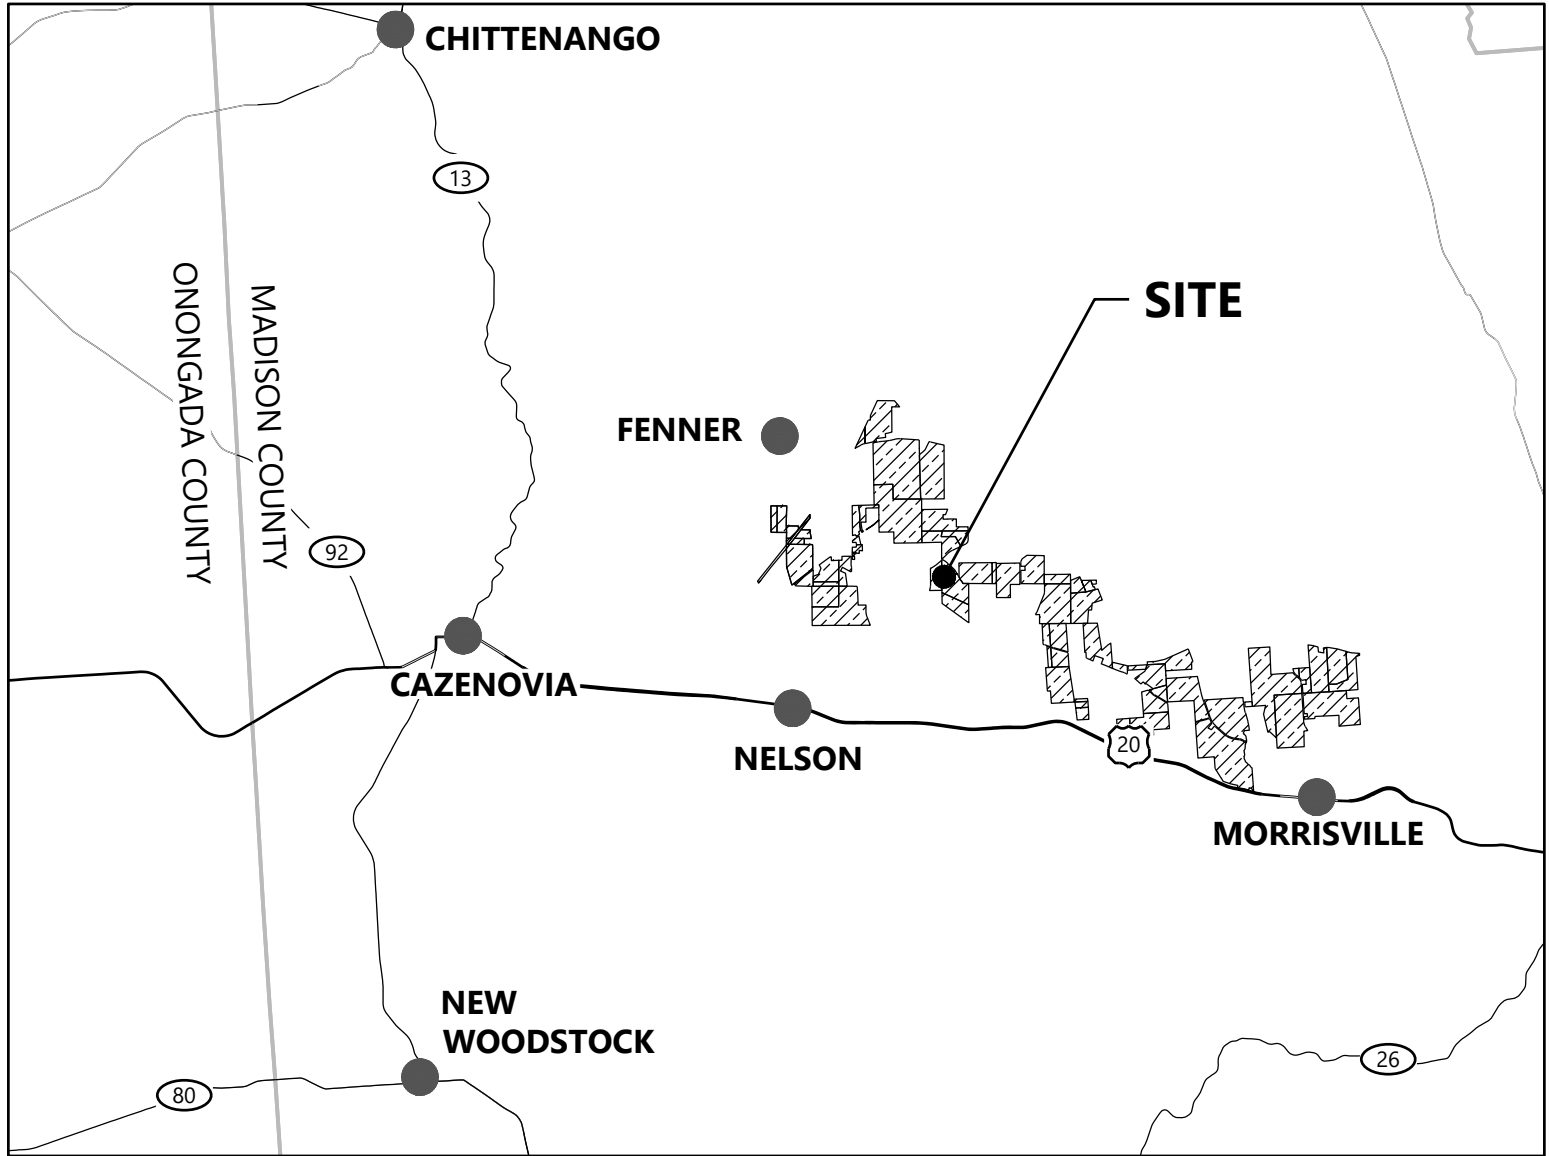 CHITTENANGO
13
ONONGADA COUNTY
MADISON COUNTY
SITE
FENNER
92
CAZENOVIA
NELSON
20
MORRISVILLE
NEW
WOODSTOCK
26
80